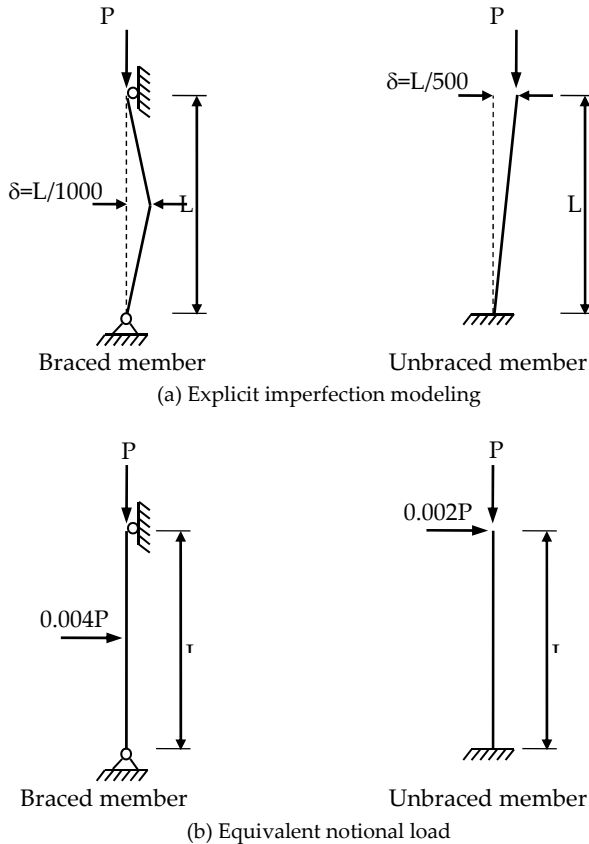 P
P
δ=L/500
δ=L/1000
L
L
Braced member
Unbraced member
(a) Explicit imperfection modeling
P
P
0.002P
0.004P
Braced member
Unbraced member
(b) Equivalent notional load